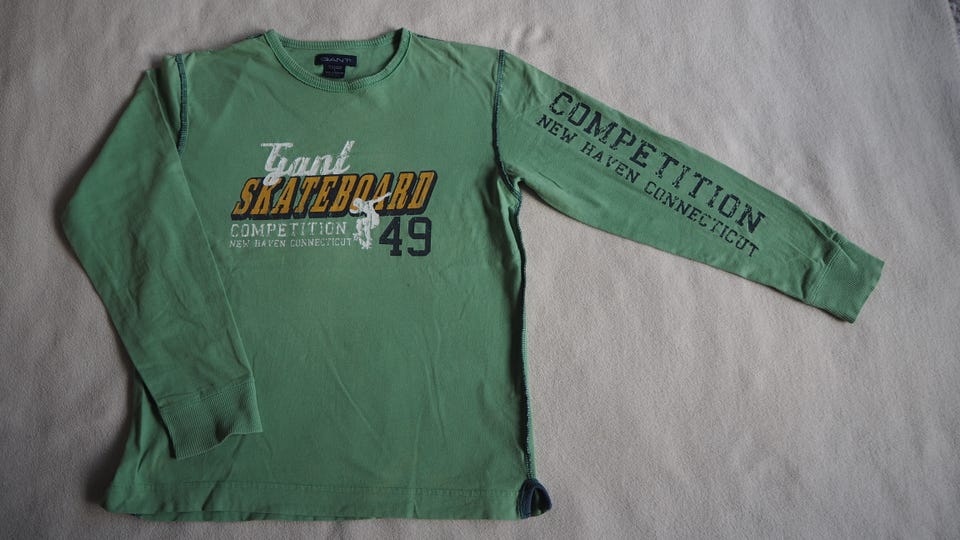 GANT
Gant
SKATEBOARD
COMPETITION
NEW HAVEN CONNECTICUT
49
COMPETITION
NEW HAVEN CONNECTICUT